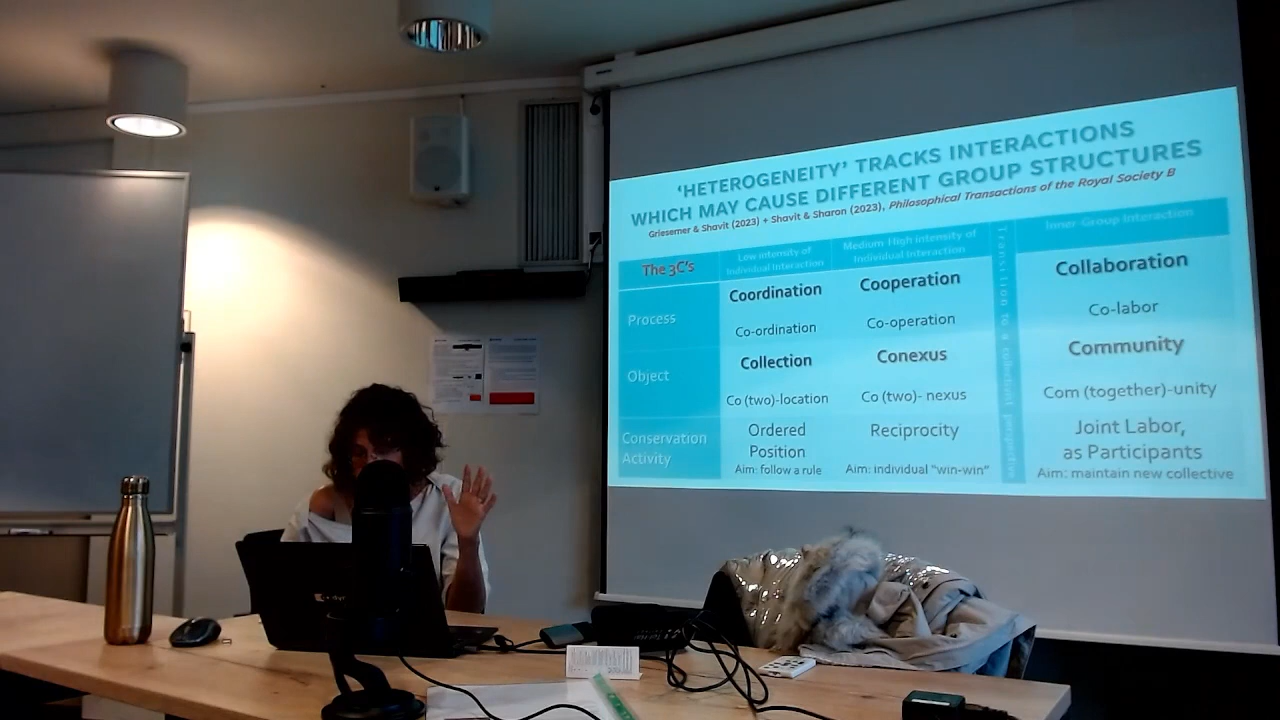 ‘HETEROGENEITY’ TRACKS INTERACTIONS
WHICH MAY CAUSE DIFFERENT GROUP STRUCTURES
Griesemer & Shavit (2023) + Shavit & Sharon (2023), Philosophical Transactions of the Royal Society B
The 3C's
Low intensity of
Individual Interaction
Medium-High intensity of
Individual Interaction
Transition to a collectivist perspective
Inner-Group Interaction
Process
Coordination
Co-ordination
Cooperation
Co-operation
Collaboration
Co-labor
Object
Collection
Co (two)-location
Conexus
Co (two)- nexus
Community
Com (together)-unity
Conservation
Activity
Ordered
Position
Aim: follow a rule
Reciprocity
Aim: individual "win-win"
Joint Labor,
as Participants
Aim: maintain new collective